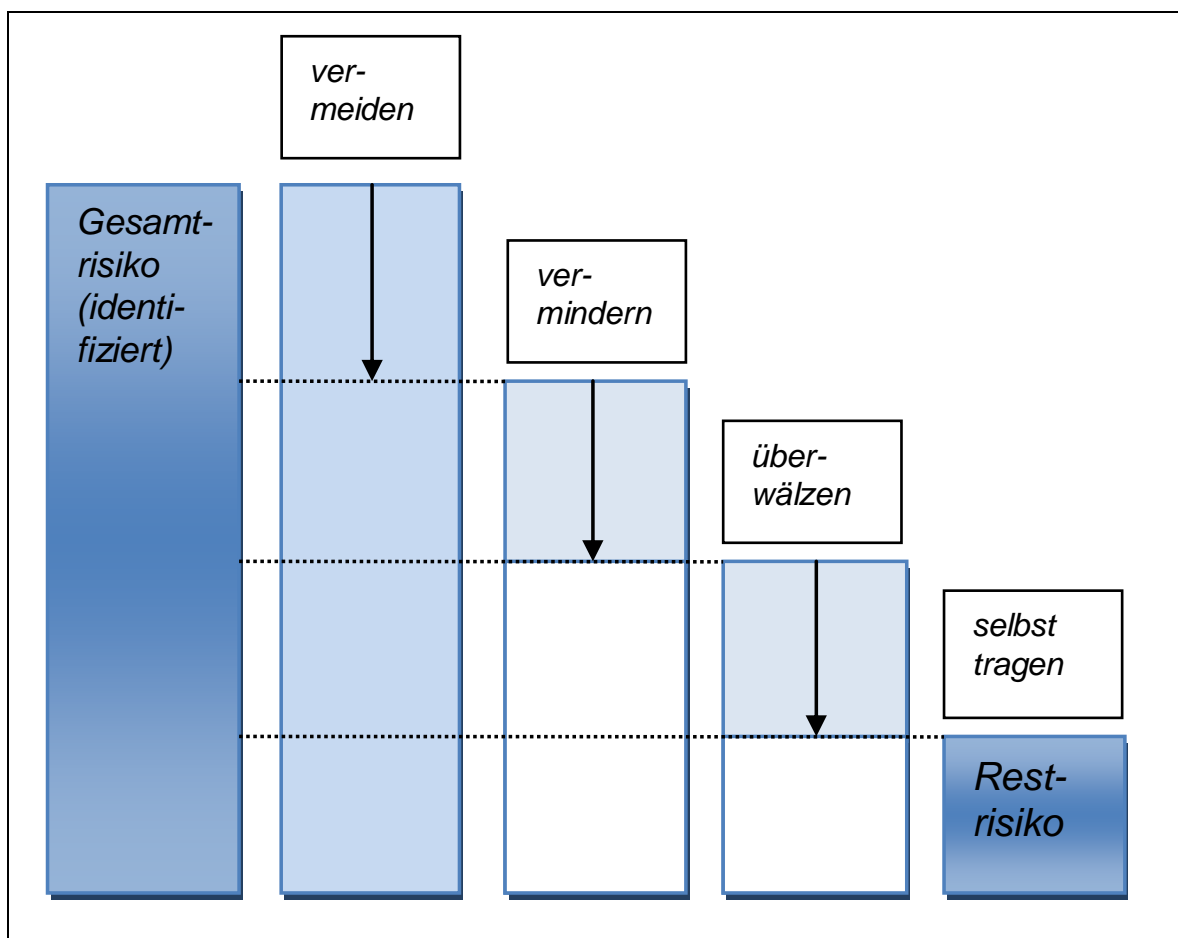 ver-
meiden
Gesamt-
risiko
(identi-
fiziert)
ver-
mindern
über-
wälzen
selbst
tragen
Rest-
risiko